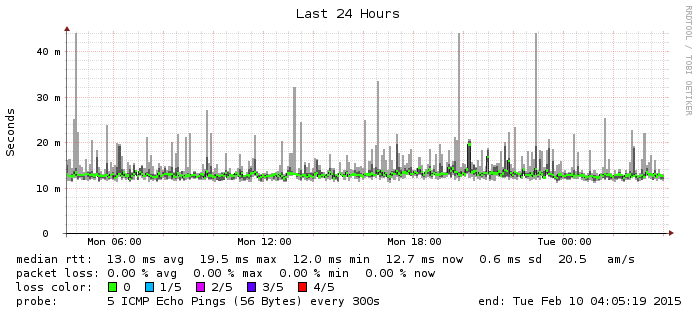 Last 24 Hours
RRDTOOL / TOBI OETIKER
Seconds
40 m
30 m
20 m
10 m
0
Mon 06:00 Mon 12:00 Mon 18:00 Tue 00:00
median rtt: 13.0 ms avg 19.5 ms max 12.0 ms min 12.7 ms now 0.6 ms sd 20.5 am/s
packet loss: 0.00 % avg 0.00 % max 0.00 % min 0.00 % now
loss color: 0 1/5 2/5 3/5 4/5
probe: 5 ICMP Echo Pings (56 Bytes) every 300s end: Tue Feb 10 04:05:19 2015